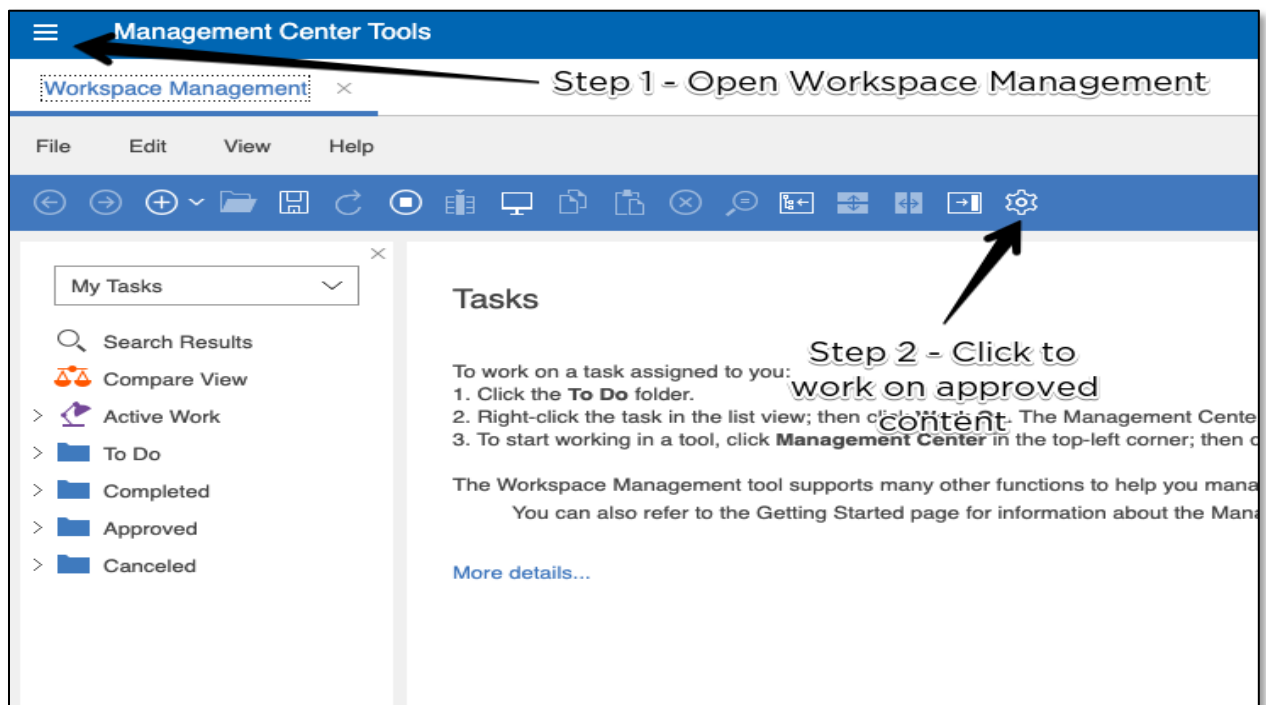 Management Center Tools
Workspace Management
Step 1 - Open Workspace Management
File Edit View Help
My Tasks
Search Results
Compare View
Active Work
To Do
Completed
Approved
Canceled
Tasks
Step 2 - Click to
work on approved
content
To work on a task assigned to you:
1. Click the To Do folder.
2. Right-click the task in the list view; then The Management Cente
3. To start working in a tool, click Management Center in the top-left corner; then c
The Workspace Management tool supports many other functions to help you mana
You can also refer to the Getting Started page for information about the Mana
More details...